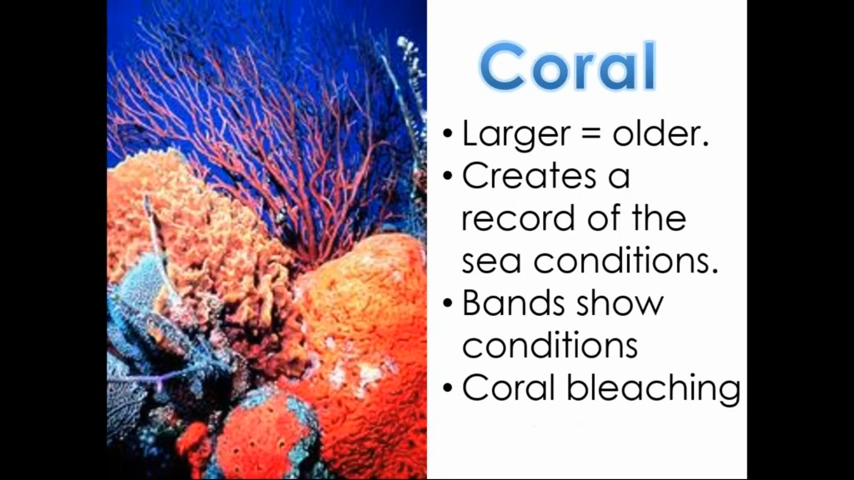 Coral
• Larger = older.
• Creates a
record of the
sea conditions.
• Bands show
conditions
• Coral bleaching